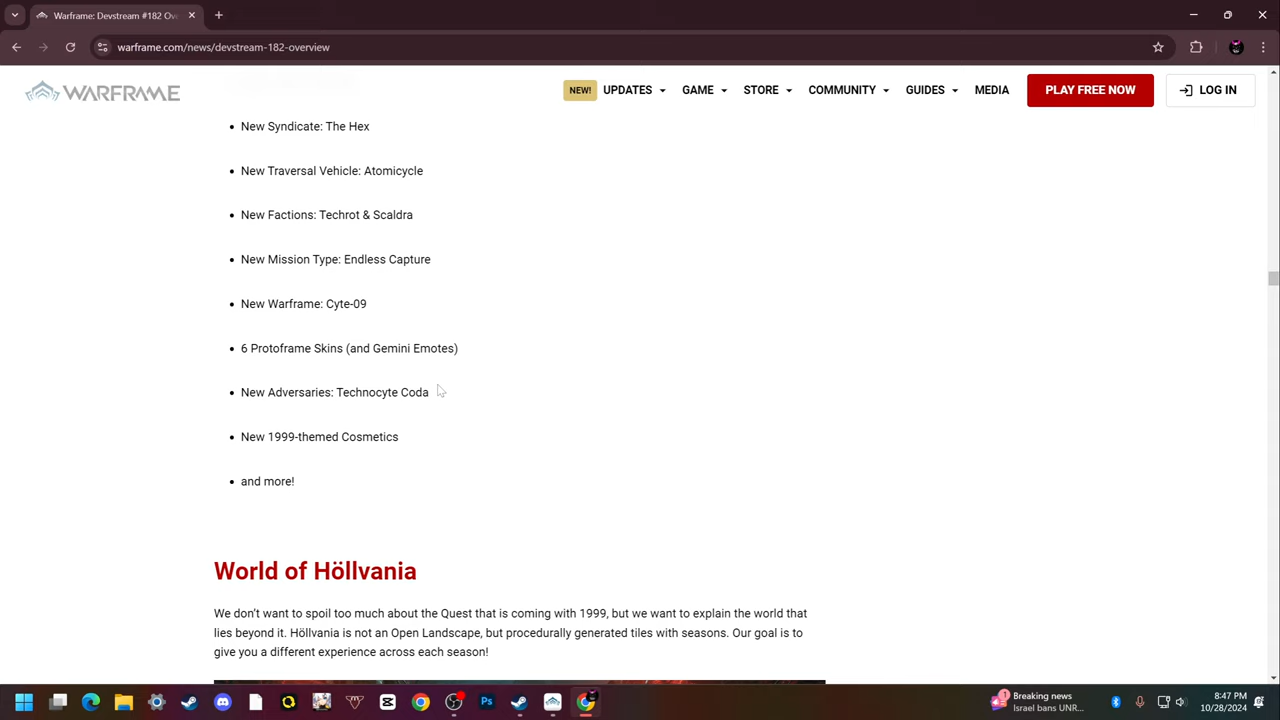 Warframe: Devstream #182 Ov
warframe.com/news/devstream-182-overview
WARFRAME
NEW! UPDATES GAME STORE COMMUNITY GUIDES MEDIA PLAY FREE NOW LOG IN
New Syndicate: The Hex
New Traversal Vehicle: Atomicycle
New Factions: Techrot & Scaldra
New Mission Type: Endless Capture
New Warframe: Cyte-09
6 Protoframe Skins (and Gemini Emotes)
New Adversaries: Technocyte Coda
New 1999-themed Cosmetics
and more!
World of Höllvania
We don’t want to spoil too much about the Quest that is coming with 1999, but we want to explain the world that
lies beyond it. Höllvania is not an Open Landscape, but procedurally generated tiles with seasons. Our goal is to
give you a different experience across each season!
1
Breaking news
Israel bans UNR...
Ps
8:47 PM
10/28/2024